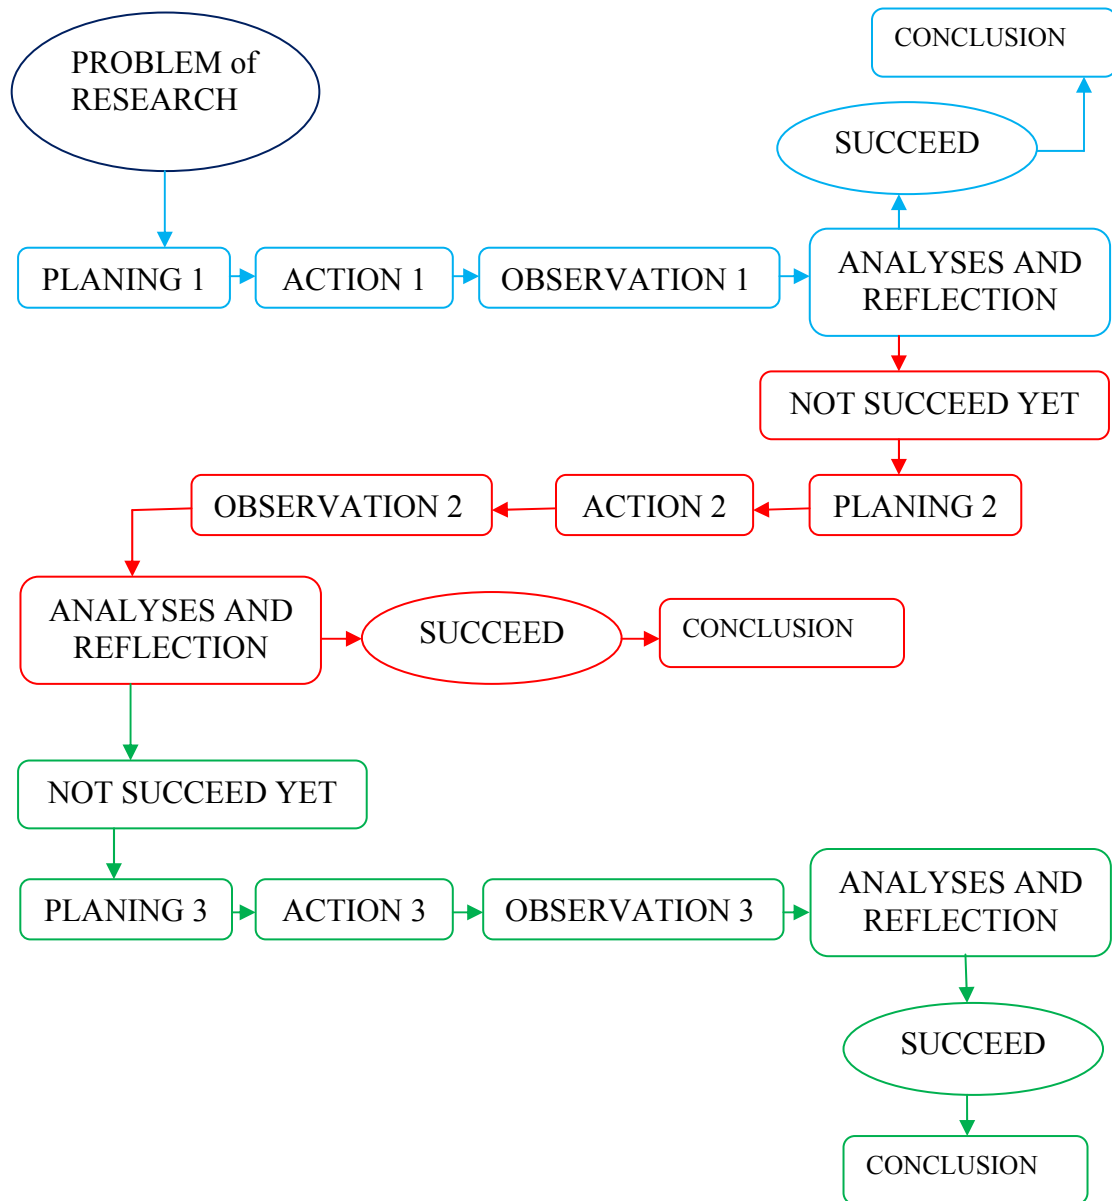 PROBLEM of
RESEARCH
CONCLUSION
SUCCEED
PLANING 1
ACTION 1
OBSERVATION 1
ANALYSES AND
REFLECTION
NOT SUCCEED YET
PLANING 2
ACTION 2
OBSERVATION 2
ANALYSES AND
REFLECTION
SUCCEED
CONCLUSION
NOT SUCCEED YET
PLANING 3
ACTION 3
OBSERVATION 3
ANALYSES AND
REFLECTION
SUCCEED
CONCLUSION